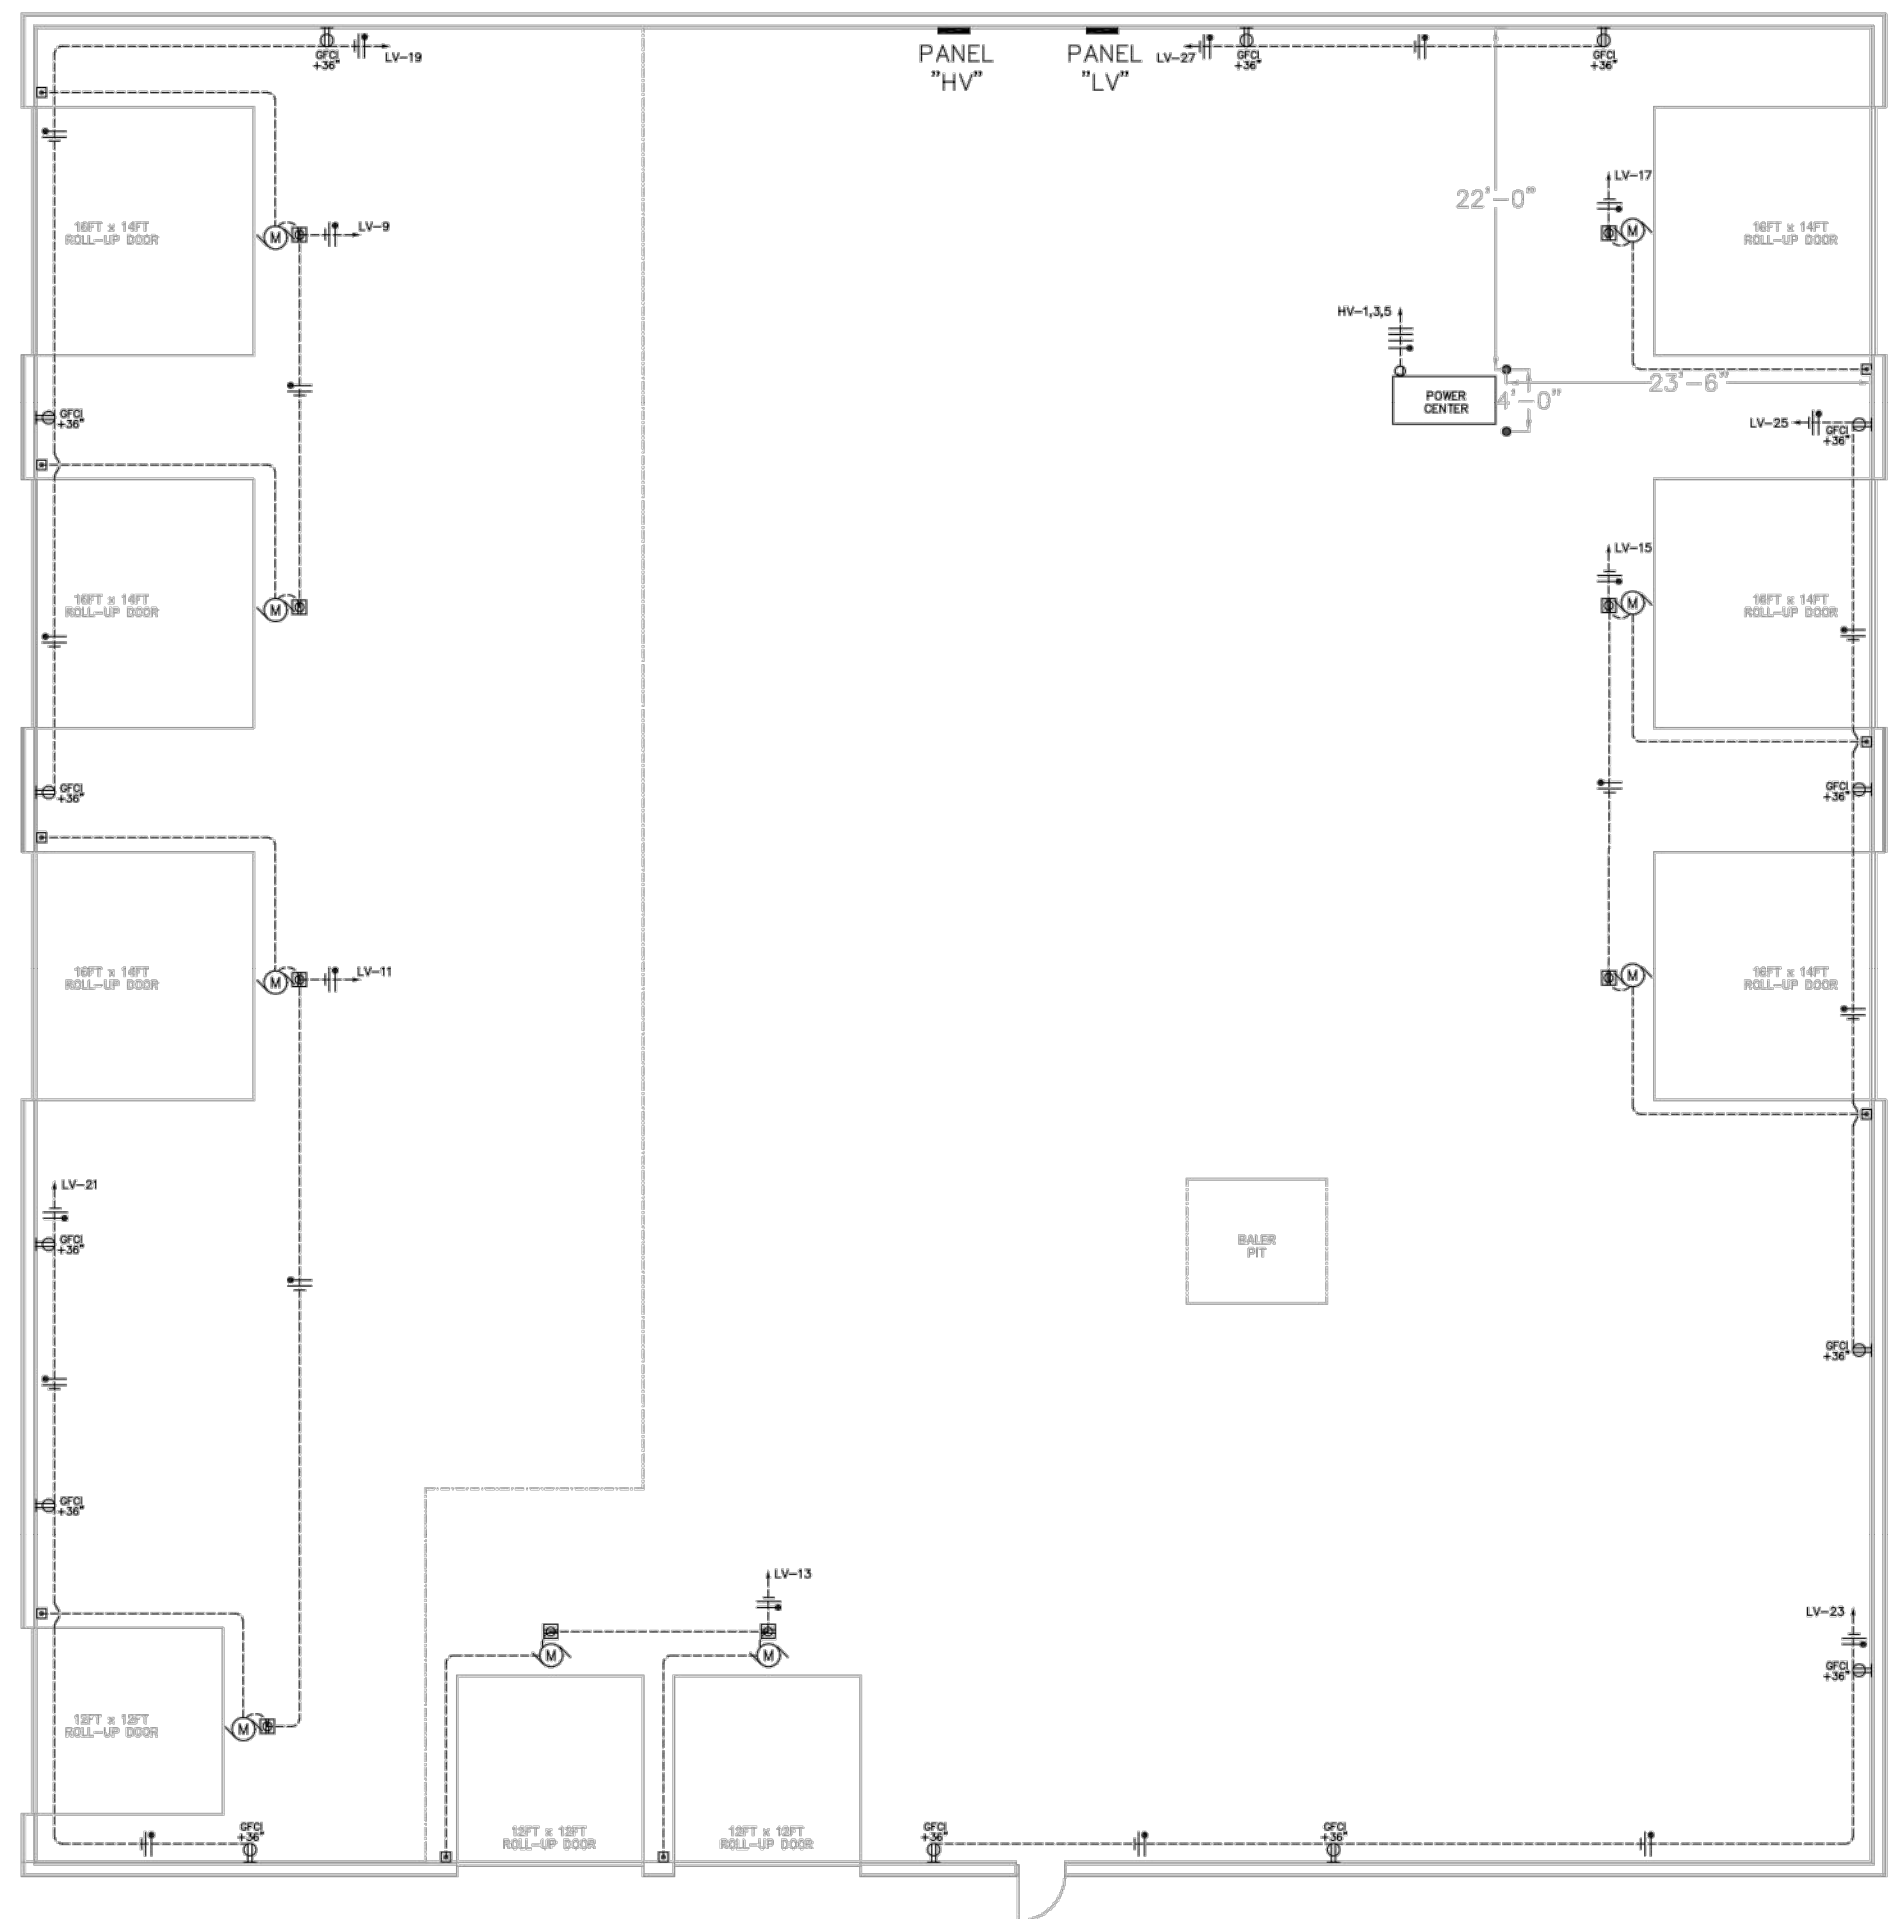 GFCI
+36"
LV-19
PANEL
"HV"
PANEL
"LV"
LV-27
GFCI
+36"
GFCI
+36"
LV-17
22'-0"
16FT x 14FT
ROLL-UP DOOR
LV-9
16FT x 14FT
ROLL-UP DOOR
HV-1,3,5
POWER
CENTER
4'-0"
23'-6"
GFCI
+36"
LV-25
GFCI
+36"
LV-15
16FT x 14FT
ROLL-UP DOOR
16FT x 14FT
ROLL-UP DOOR
GFCI
+36"
GFCI
+36"
16FT x 14FT
ROLL-UP DOOR
LV-11
16FT x 14FT
ROLL-UP DOOR
LV-21
GFCI
+36"
BALER
PIT
GFCI
+36"
GFCI
+36"
LV-13
LV-23
GFCI
+36"
12FT x 12FT
ROLL-UP DOOR
GFCI
+36"
12FT x 12FT
ROLL-UP DOOR
12FT x 12FT
ROLL-UP DOOR
GFCI
+36"
GFCI
+36"
M
M
M
M
M
M
M
M
M